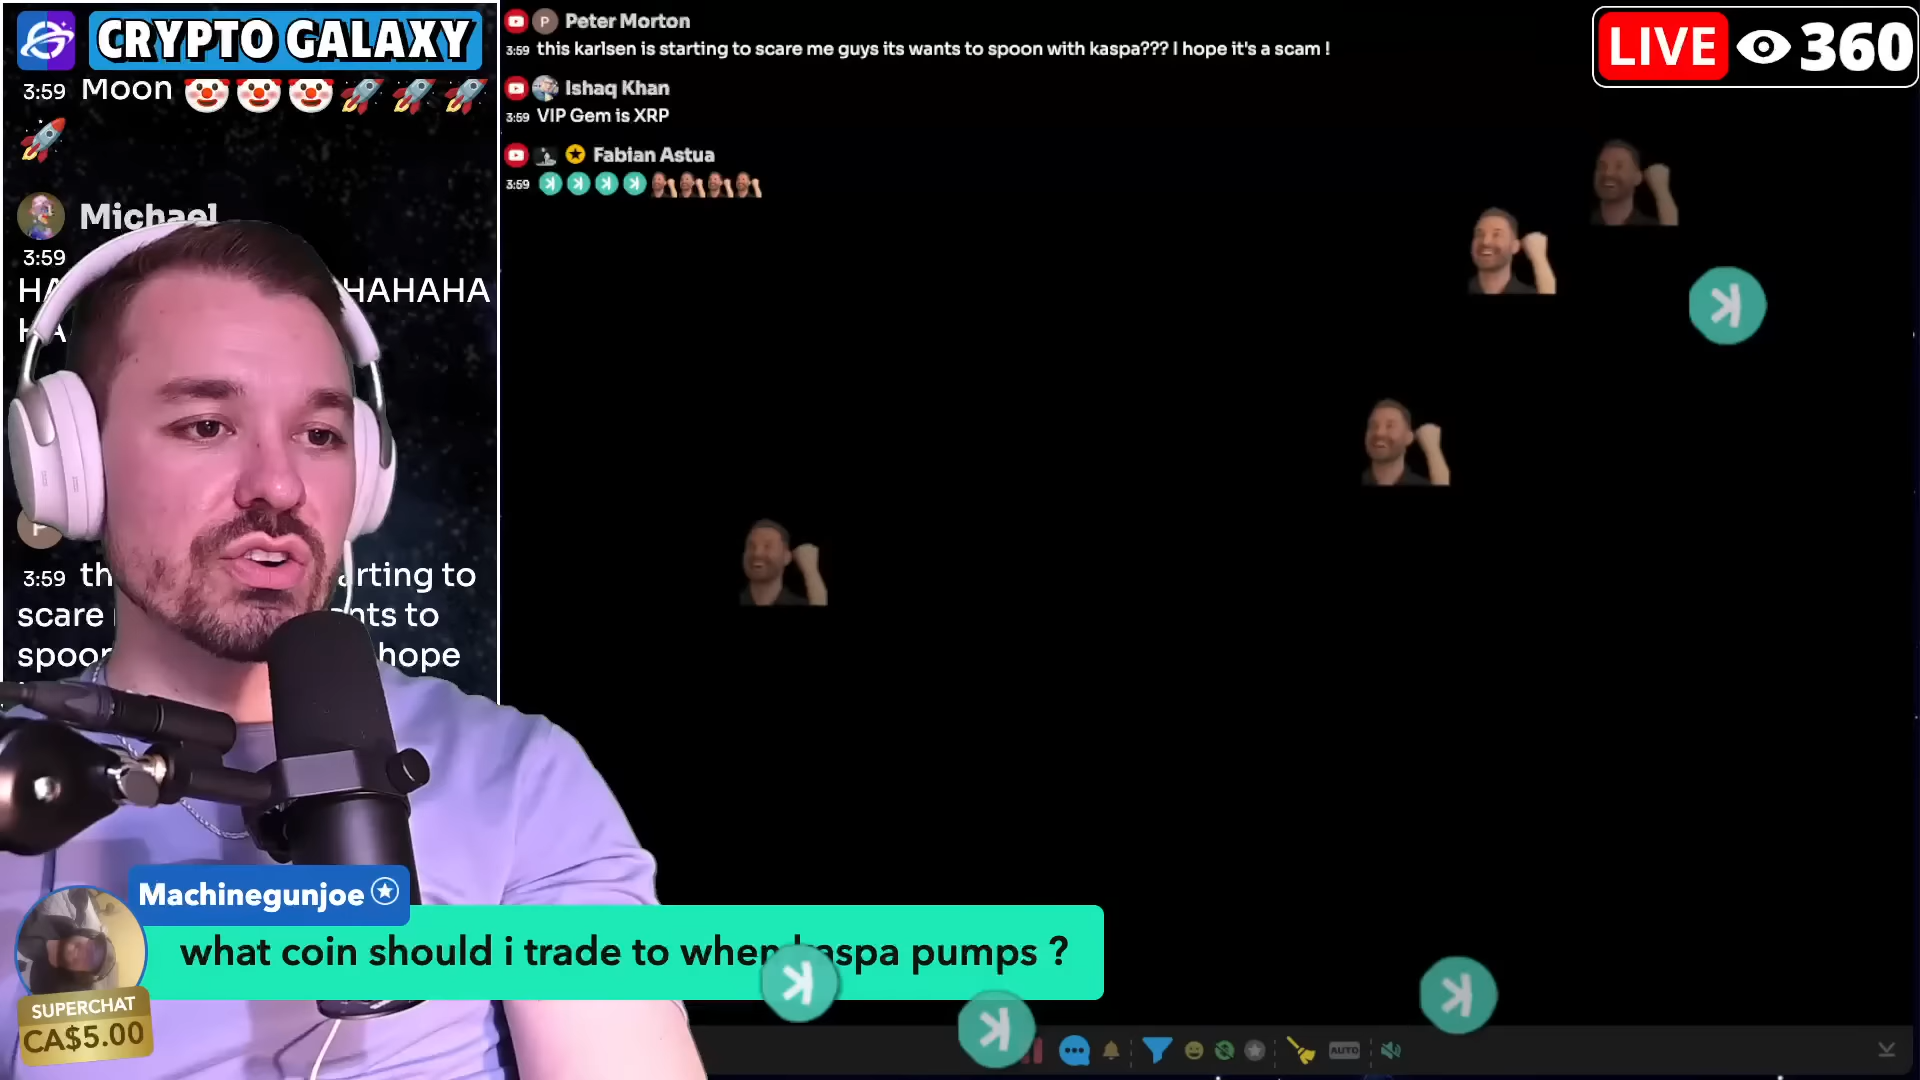 CRYPTO GALAXY
3:59 Moon
Michael
3:59
HAHAHA
3:59 th arting to
scare nts to
spoon hope
Peter Morton
3:59 this karlsen is starting to scare me guys its wants to spoon with kaspa??? I hope it's a scam !
Ishaq Khan
3:59 VIP Gem is XRP
Fabian Astua
3:59
LIVE 360
Machinegunjoe
what coin should i trade to when kaspa pumps ?
SUPERCHAT
CA$5.00
AUTO